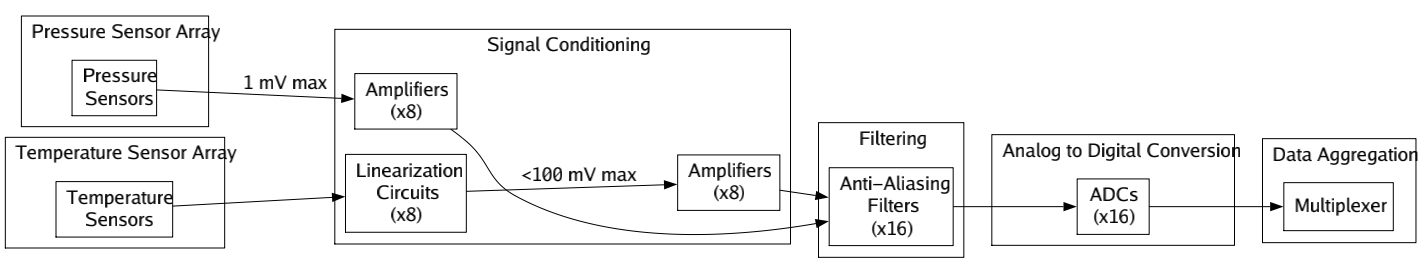 Pressure Sensor Array
Pressure
Sensors
1 mV max
Temperature Sensor Array
Temperature
Sensors
Signal Conditioning
Amplifiers
(x8)
Linearization
Circuits
(x8)
<100 mV max
Amplifiers
(x8)
Filtering
Anti-Aliasing
Filters
(x16)
Analog to Digital Conversion
ADCs
(x16)
Data Aggregation
Multiplexer